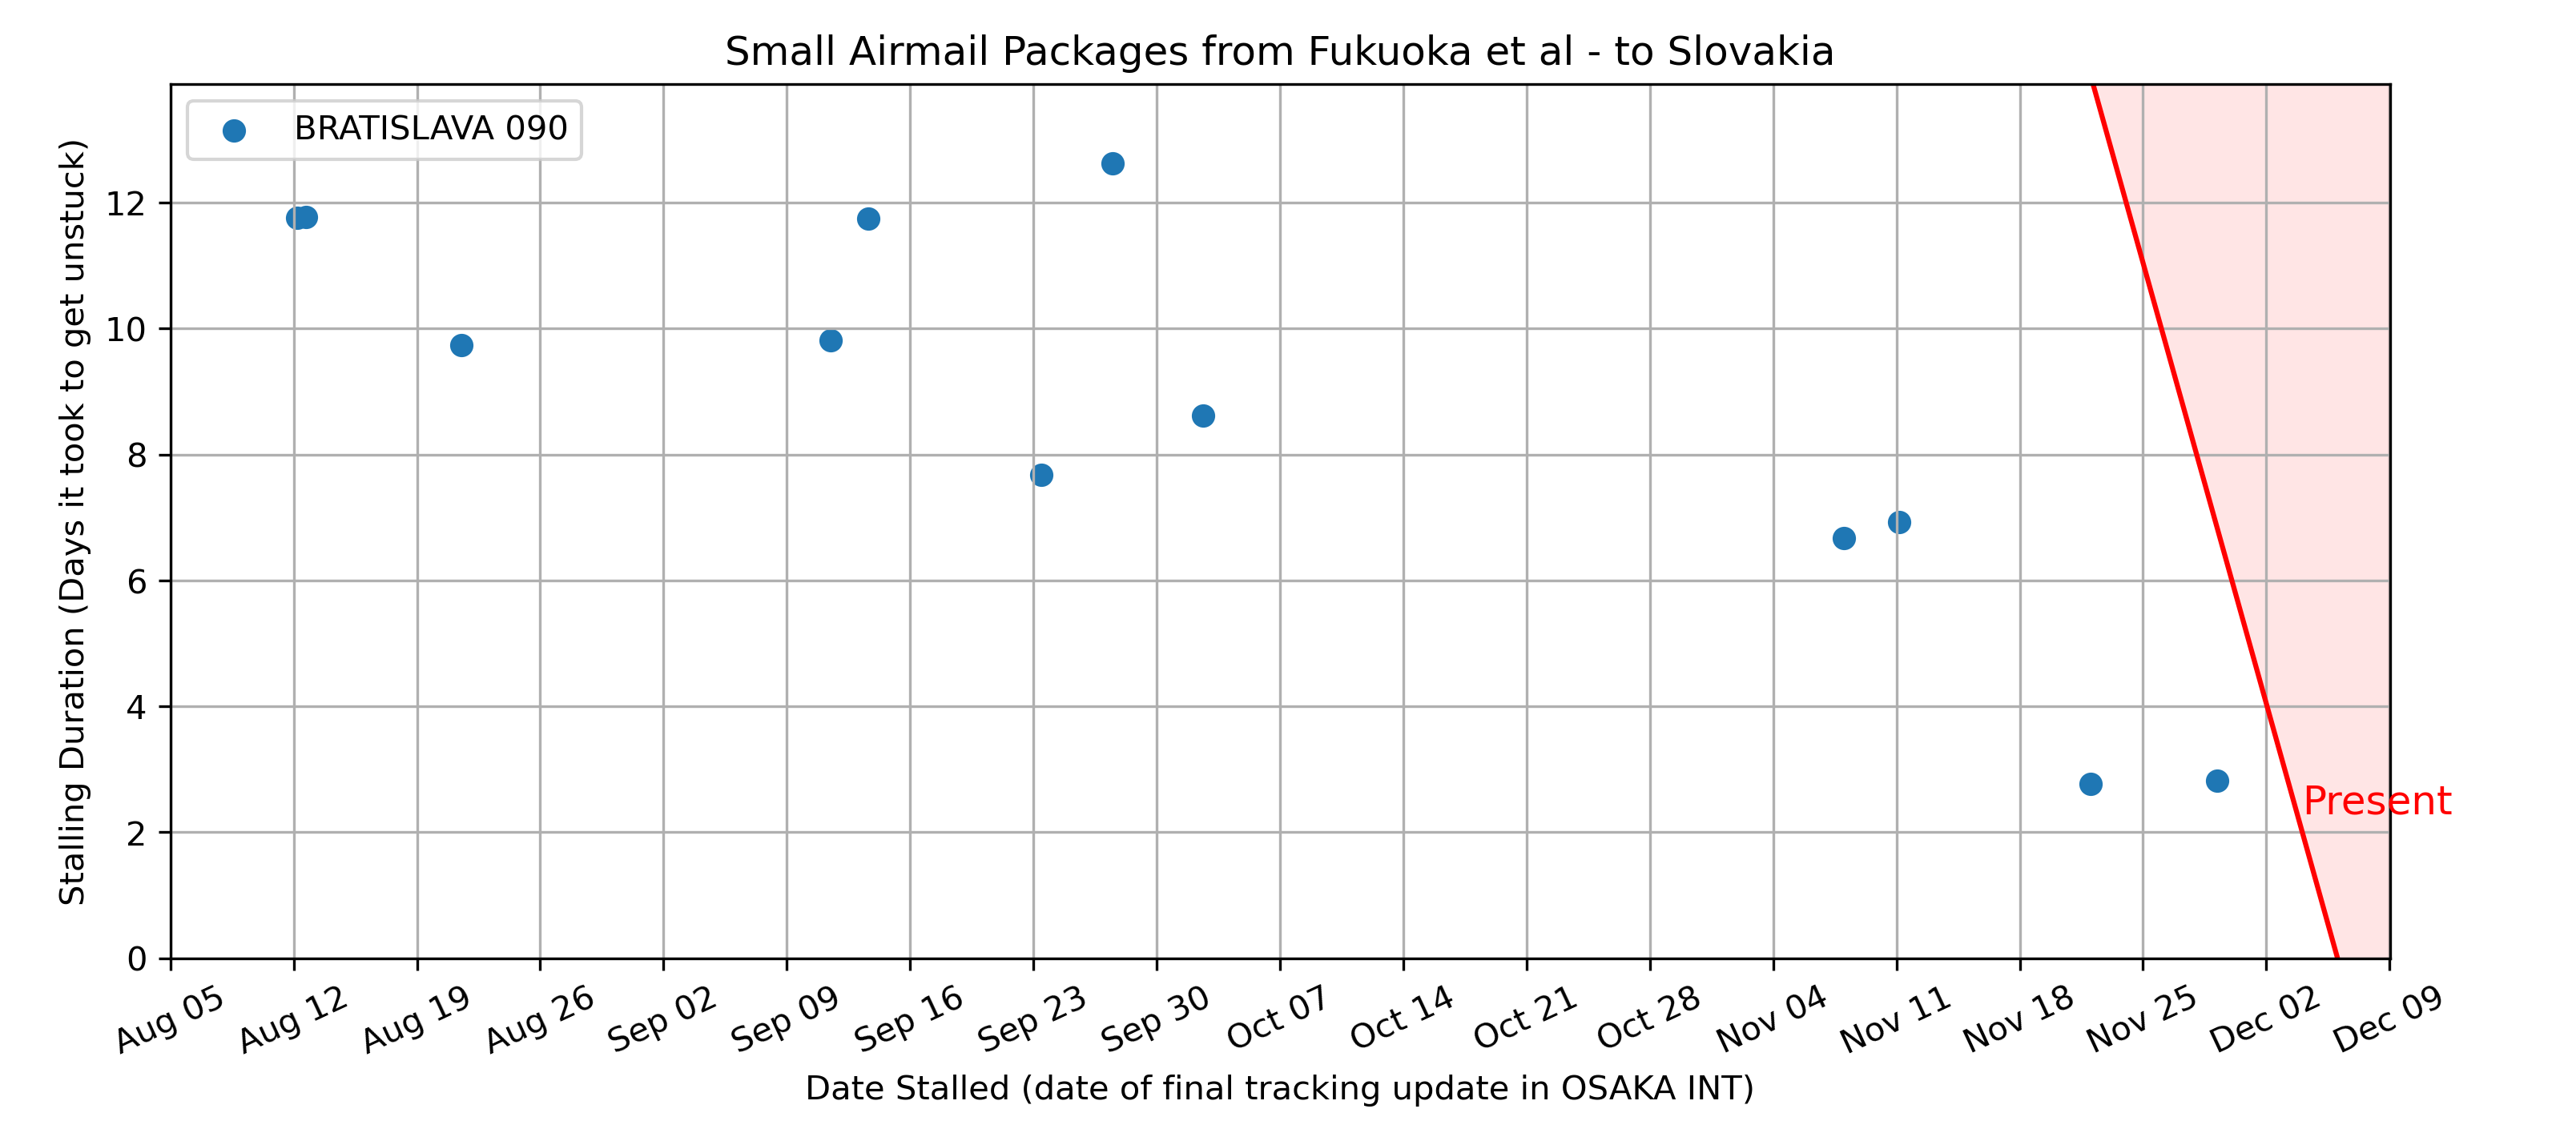 Small Airmail Packages from Fukuoka et al - to Slovakia
BRATISLAVA 090
Stalling Duration (Days it took to get unstuck)
12
10
8
6
4
2
0
Present
Aug 05
Aug 12
Aug 19
Aug 26
Sep 02
Sep 09
Sep 16
Sep 23
Sep 30
Oct 07
Oct 14
Oct 21
Oct 28
Nov 04
Nov 11
Nov 18
Nov 25
Dec 02
Dec 09
Date Stalled (date of final tracking update in OSAKA INT)